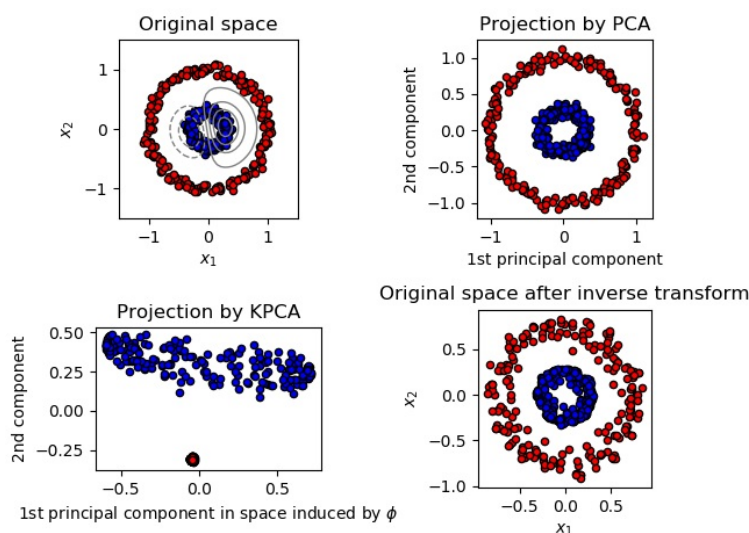 Original space
1
0
−1
x₂
−1
0
1
x₁
Projection by PCA
1.0
0.5
0.0
−0.5
−1.0
2nd component
−1
0
1
1st principal component
Projection by KPCA
0.50
0.25
0.00
−0.25
2nd component
−0.5
0.0
0.5
1st principal component in space induced by ϕ
Original space after inverse transform
0.5
0.0
−0.5
−1.0
x₂
−0.5
0.0
0.5
x₁